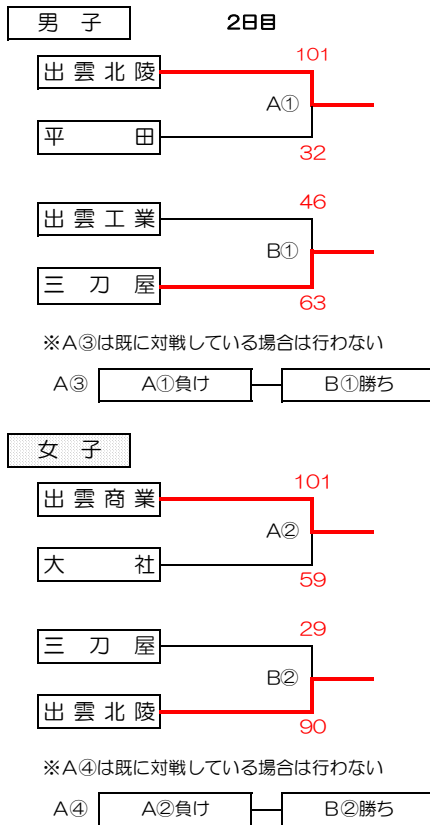 男子 2日目
101
出雲北陵
A①
平田
32
46
出雲工業
B①
三刀屋
63
※A③は既に対戦している場合は行わない
A③ A①負け B①勝ち
女子
101
出雲商業
A②
大社
59
29
三刀屋
B②
出雲北陵
90
※A④は既に対戦している場合は行わない
A④ A②負け B②勝ち